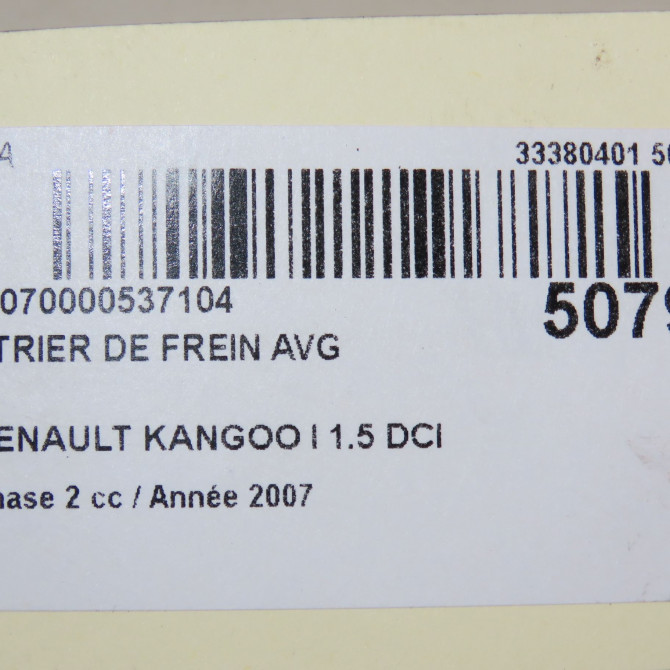 A 33380401 50
070000537104 5079
TRIER DE FREIN AVG
ENAULT KANGOO I 1.5 DCI
hase 2 cc / Année 2007